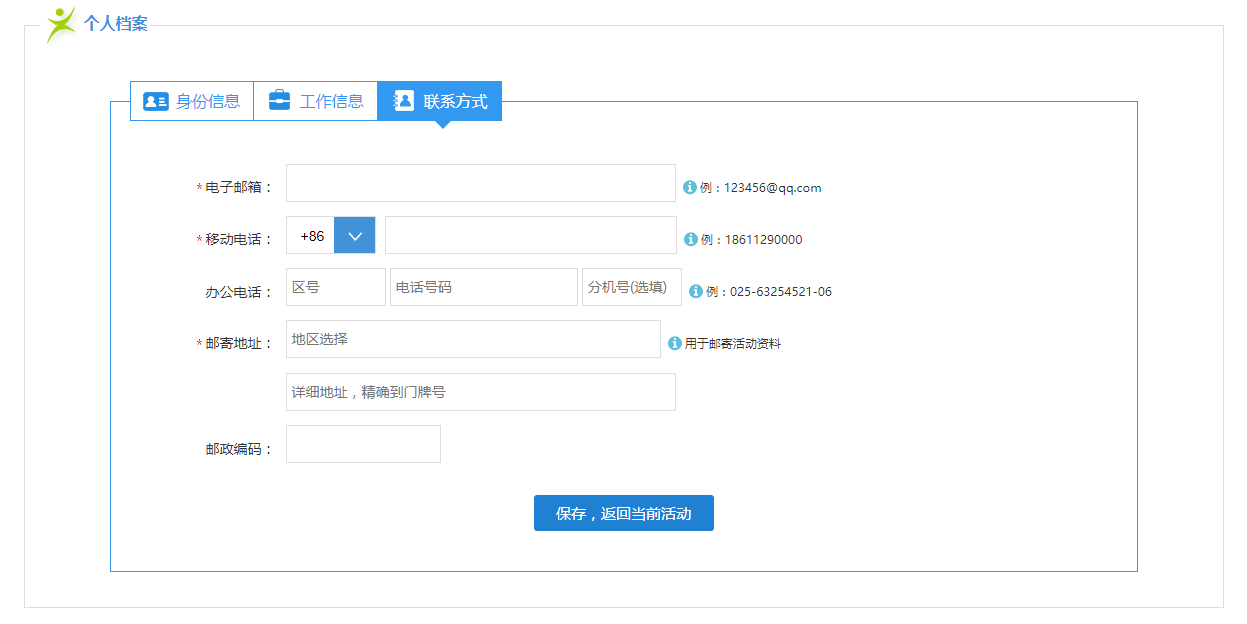 个人档案
身份信息 工作信息 联系方式
*电子邮箱： 例：123456@qq.com
*移动电话： +86 例：18611290000
办公电话： 区号 电话号码 分机号(选填) 例：025-63254521-06
*邮寄地址： 地区选择 用于邮寄活动资料
详细地址，精确到门牌号
邮政编码：
保存，返回当前活动